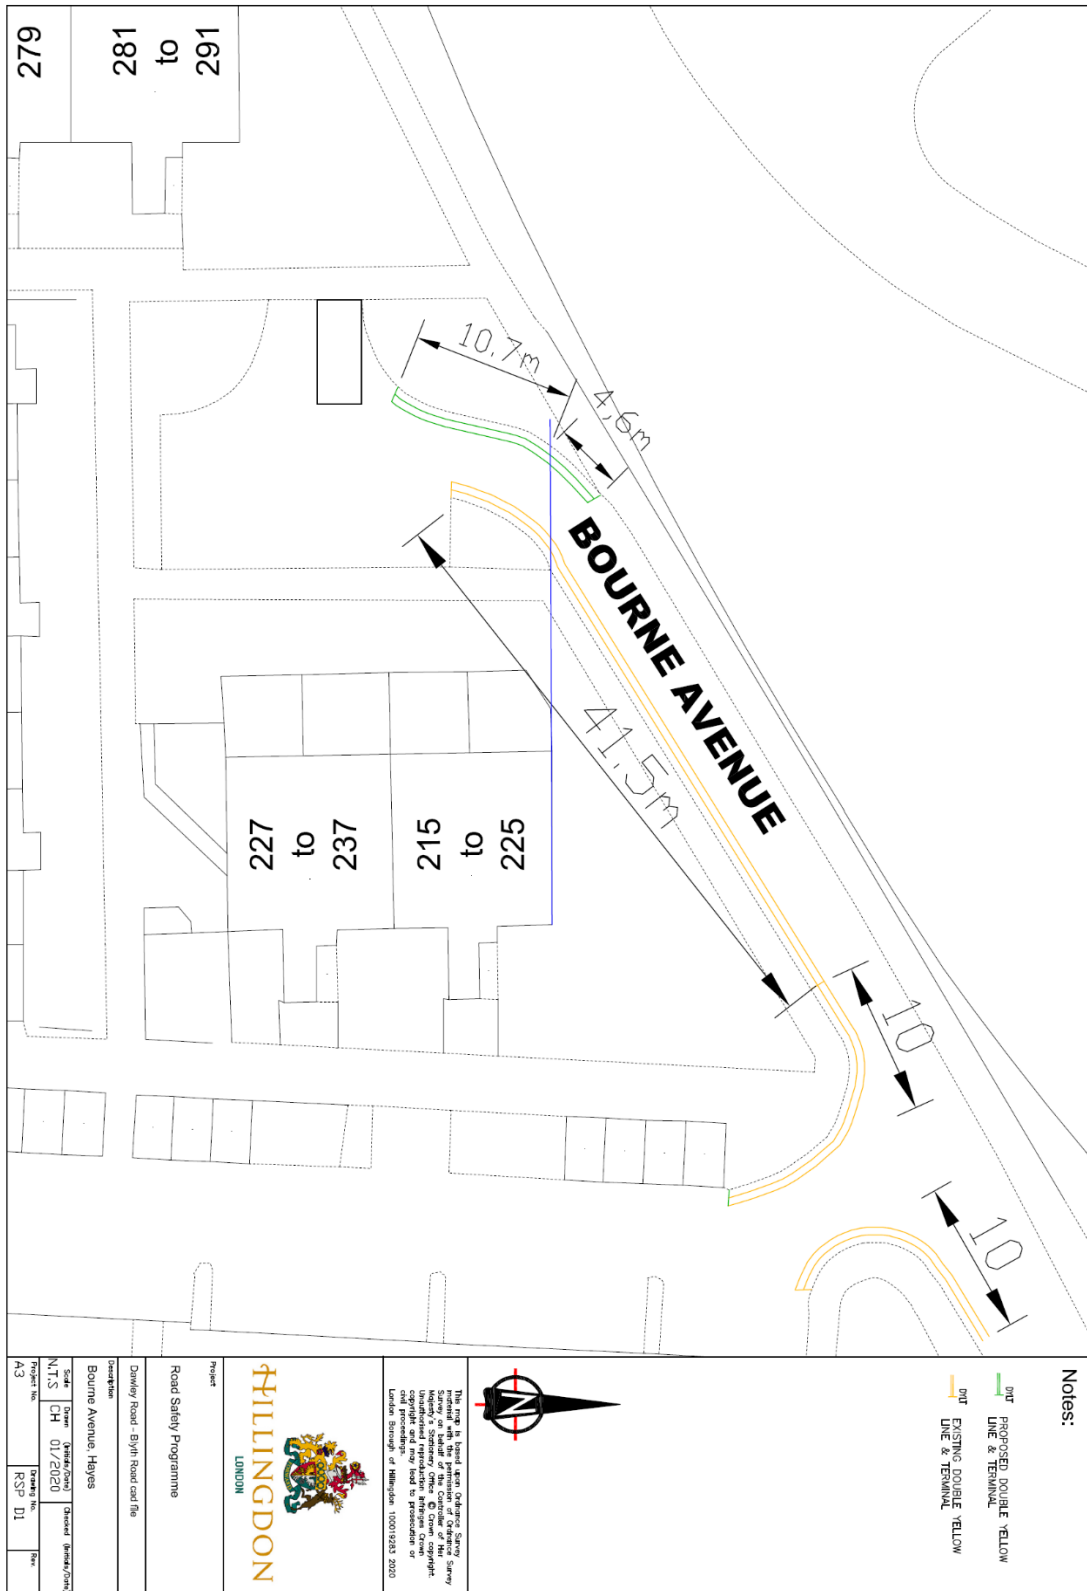 279
281
to
291
10.7m
4.6m
BOURNE AVENUE
41.5m
227
to
237
215
to
225
10
10
Notes:
DYLT
PROPOSED DOUBLE YELLOW
LINE & TERMINAL
DYLT
EXISTING DOUBLE YELLOW
LINE & TERMINAL
N
This map is based upon Ordnance Survey
material with the permission of Ordnance Survey
on behalf of the Controller of Her
Majesty's Stationery Office © Crown copyright.
Unauthorised reproduction infringes Crown
copyright and may lead to prosecution or
civil proceedings.
London Borough of Hillingdon 100019283 2020
HILLINGDON
LONDON
Project
Road Safety Programme
Dawley Road - Blyth Road cad file
Description
Bourne Avenue, Hayes
Scale
N.T.S
Drawn (Initials/Date)
CH 01/2020
Checked (Initials/Date)
Project No.
A3
Drawing No.
RSP D1
Rev.